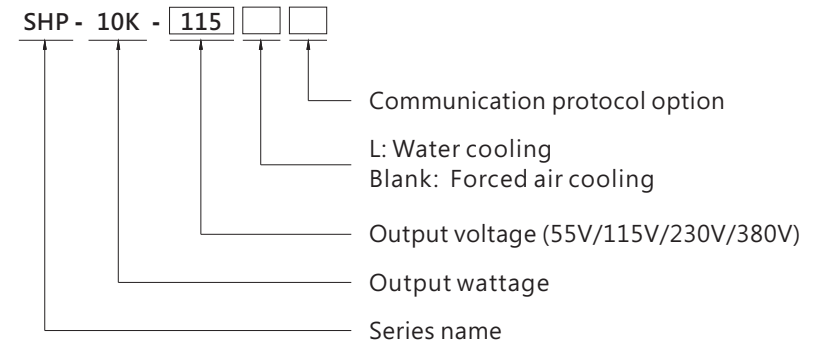 SHP - 10K - 115
Communication protocol option
L: Water cooling
Blank: Forced air cooling
Output voltage (55V/115V/230V/380V)
Output wattage
Series name